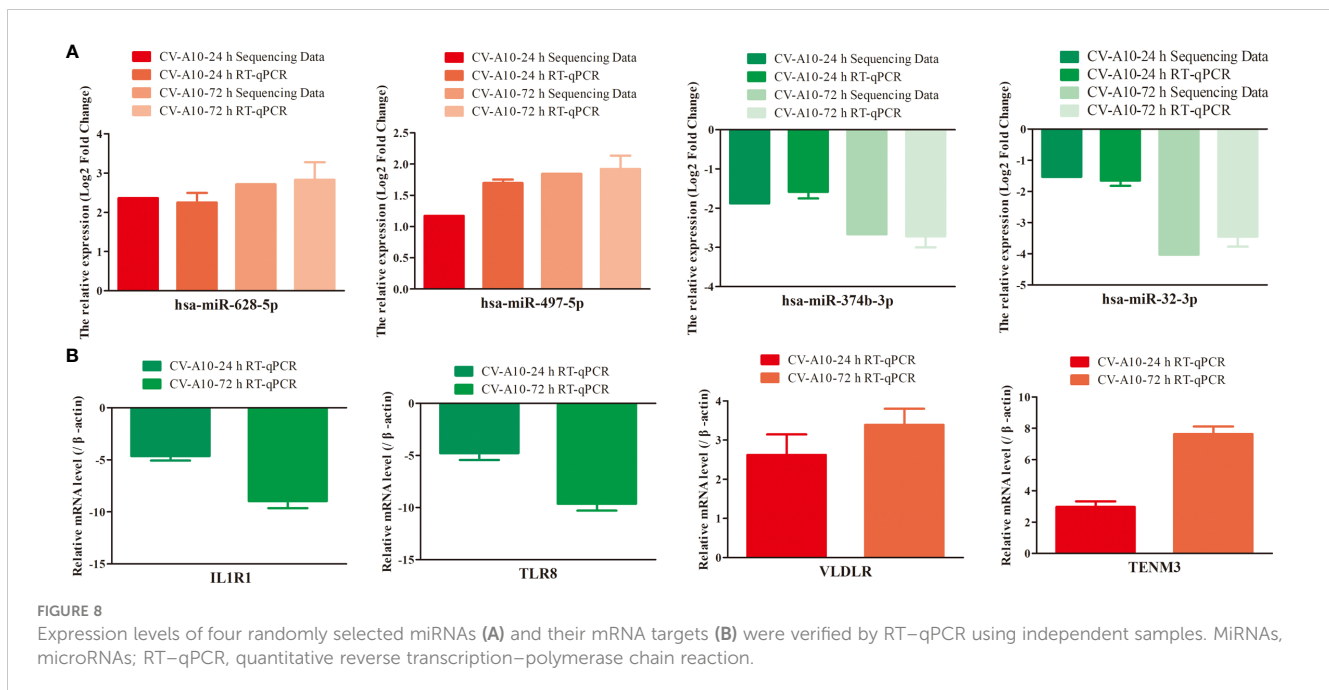 A
CV-A10-24 h Sequencing Data
CV-A10-24 h RT-qPCR
CV-A10-72 h Sequencing Data
CV-A10-72 h RT-qPCR
The relative expression (Log2 Fold Change)
4
3
2
1
0
hsa-miR-628-5p
CV-A10-24 h Sequencing Data
CV-A10-24 h RT-qPCR
CV-A10-72 h Sequencing Data
CV-A10-72 h RT-qPCR
The relative expression (Log2 Fold Change)
2.5
2.0
1.5
1.0
0.5
0.0
hsa-miR-497-5p
CV-A10-24 h Sequencing Data
CV-A10-24 h RT-qPCR
CV-A10-72 h Sequencing Data
CV-A10-72 h RT-qPCR
The relative expression (Log2 Fold Change)
0
-1
-2
-3
-4
hsa-miR-374b-3p
CV-A10-24 h Sequencing Data
CV-A10-24 h RT-qPCR
CV-A10-72 h Sequencing Data
CV-A10-72 h RT-qPCR
The relative expression (Log2 Fold Change)
0
-1
-2
-3
-4
-5
hsa-miR-32-3p
B
CV-A10-24 h RT-qPCR
CV-A10-72 h RT-qPCR
Relative mRNA level (/ β -actin)
0
-5
-10
-15
IL1R1
CV-A10-24 h RT-qPCR
CV-A10-72 h RT-qPCR
Relative mRNA level (/ β -actin)
0
-5
-10
-15
TLR8
CV-A10-24 h RT-qPCR
CV-A10-72 h RT-qPCR
Relative mRNA level (/ β -actin)
4
3
2
1
0
VLDLR
CV-A10-24 h RT-qPCR
CV-A10-72 h RT-qPCR
Relative mRNA level (/ β -actin)
10
8
6
4
2
0
TENM3
FIGURE 8
Expression levels of four randomly selected miRNAs (A) and their mRNA targets (B) were verified by RT–qPCR using independent samples. MiRNAs,
microRNAs; RT–qPCR, quantitative reverse transcription–polymerase chain reaction.